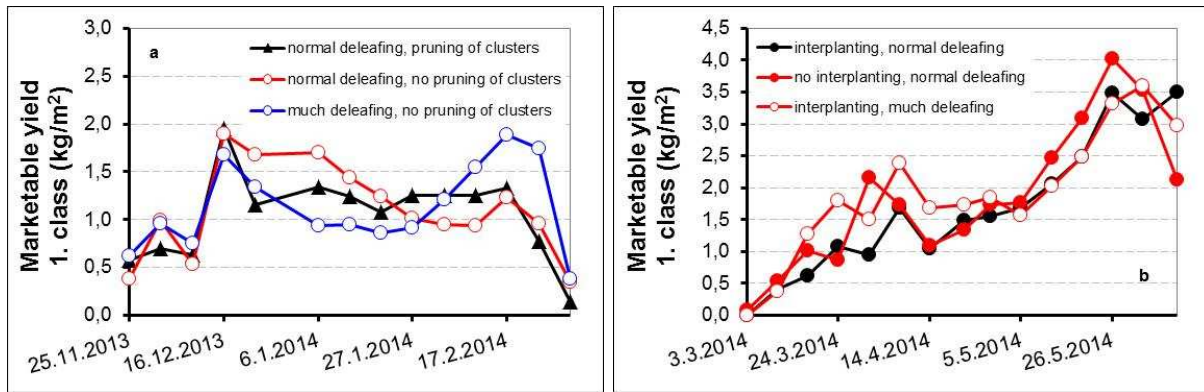 a
Marketable yield
1. class (kg/m²)
3,0
2,5
2,0
1,5
1,0
0,5
0,0
normal deleafing, pruning of clusters
normal deleafing, no pruning of clusters
much deleafing, no pruning of clusters
25.11.2013
16.12.2013
6.1.2014
27.1.2014
17.2.2014
Marketable yield
1. class (kg/m²)
4,5
4,0
3,5
3,0
2,5
2,0
1,5
1,0
0,5
0,0
interplanting, normal deleafing
no interplanting, normal deleafing
interplanting, much deleafing
b
3.3.2014
24.3.2014
14.4.2014
5.5.2014
26.5.2014